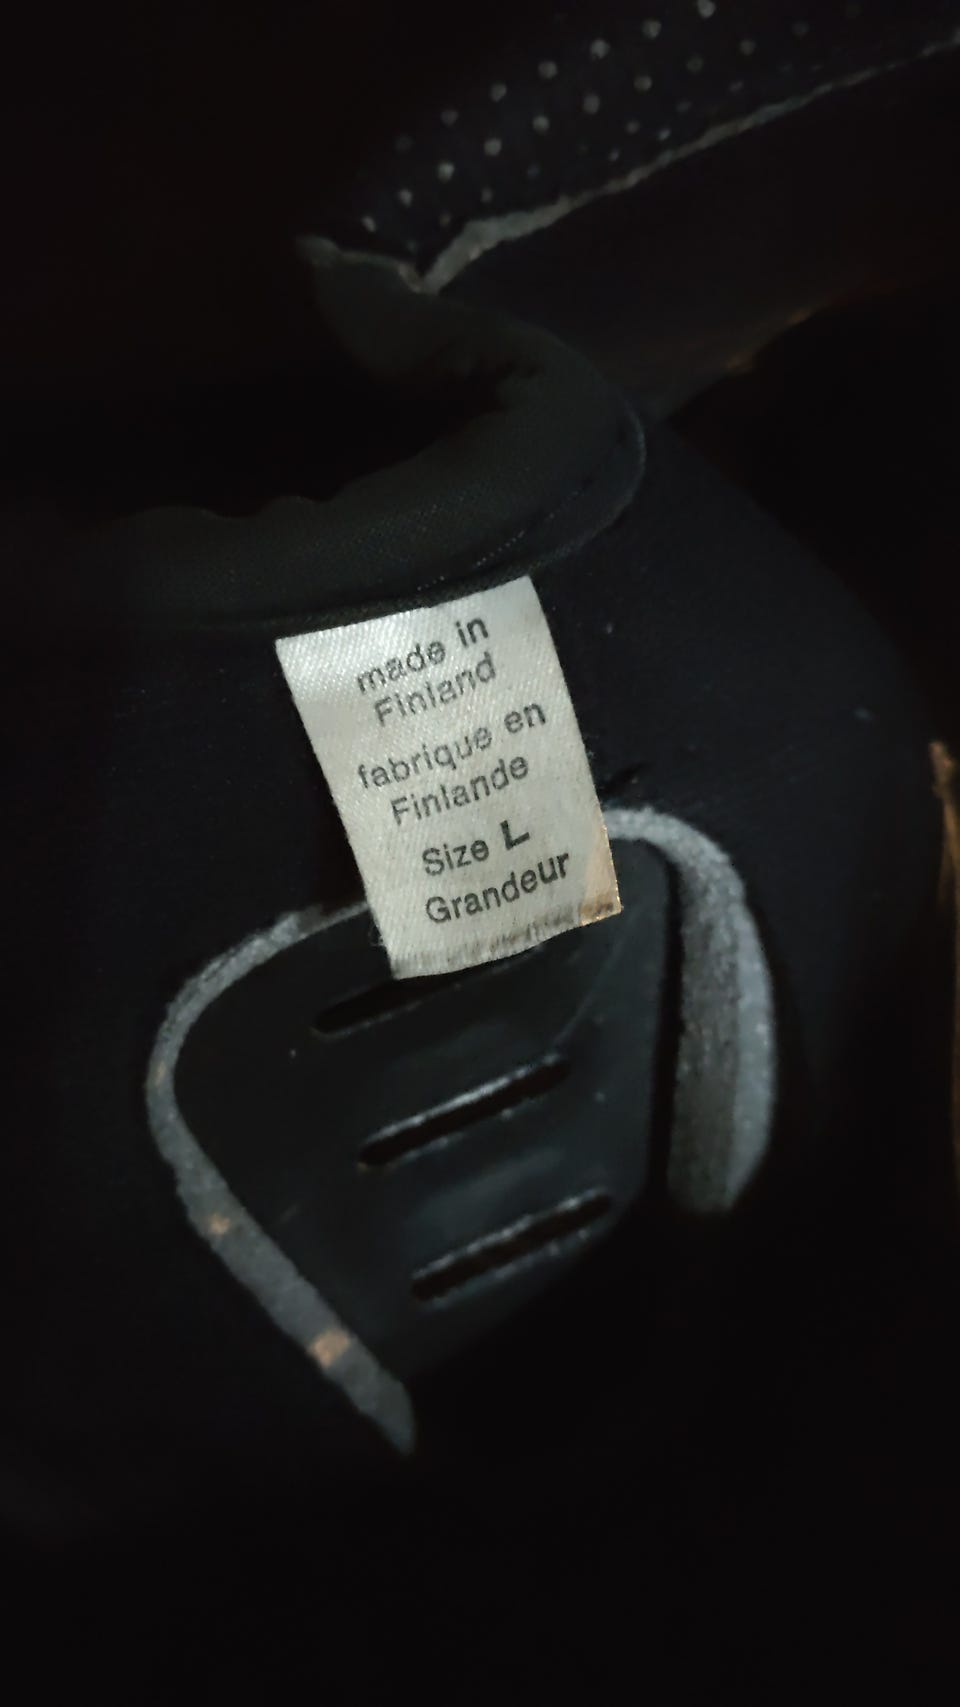 made in
Finland
fabrique en
Finlande
Size L
Grandeur